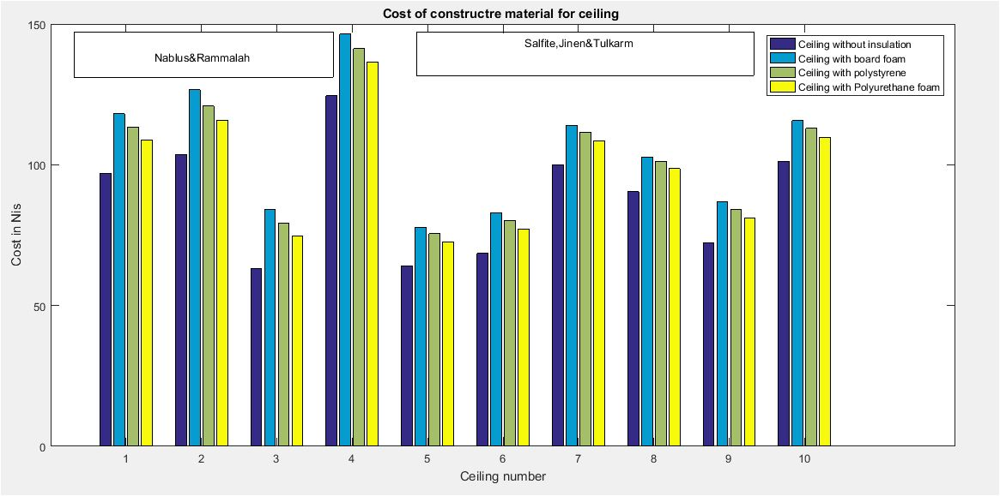 Cost of constructre material for ceiling
150
100
50
0
Cost in Nis
Nablus&Rammalah
Salfite,Jinen&Tulkarm
Ceiling without insulation
Ceiling with board foam
Ceiling with polystyrene
Ceiling with Polyurethane foam
1 2 3 4 5 6 7 8 9 10
Ceiling number